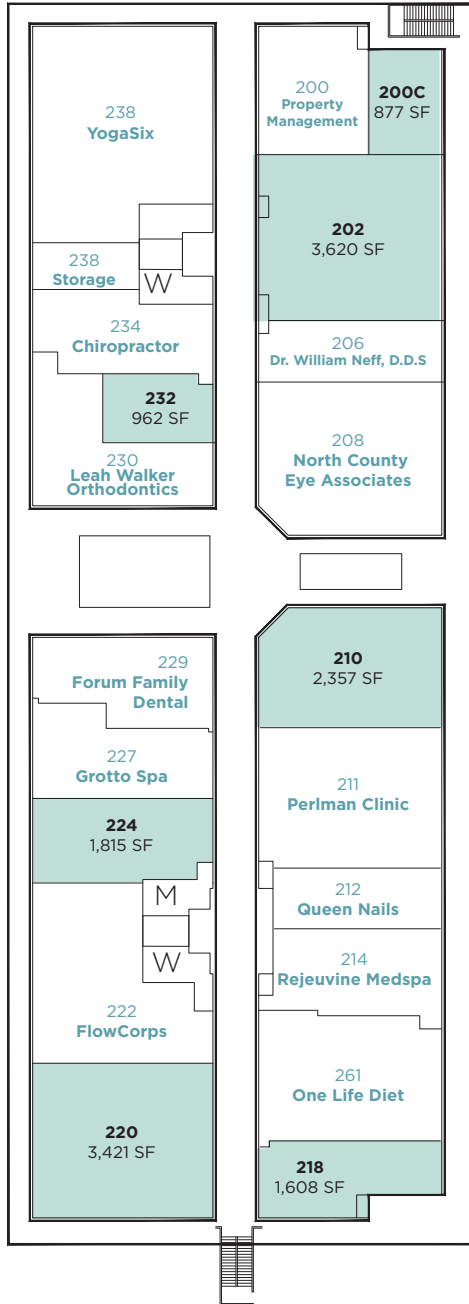 238
YogaSix
238
Storage
W
234
Chiropractor
232
962 SF
230
Leah Walker
Orthodontics
200
Property
Management
200C
877 SF
202
3,620 SF
206
Dr. William Neff, D.D.S
208
North County
Eye Associates
229
Forum Family
Dental
227
Grotto Spa
224
1,815 SF
M
W
222
FlowCorps
220
3,421 SF
210
2,357 SF
211
Perlman Clinic
212
Queen Nails
214
Rejeuvine Medspa
261
One Life Diet
218
1,608 SF